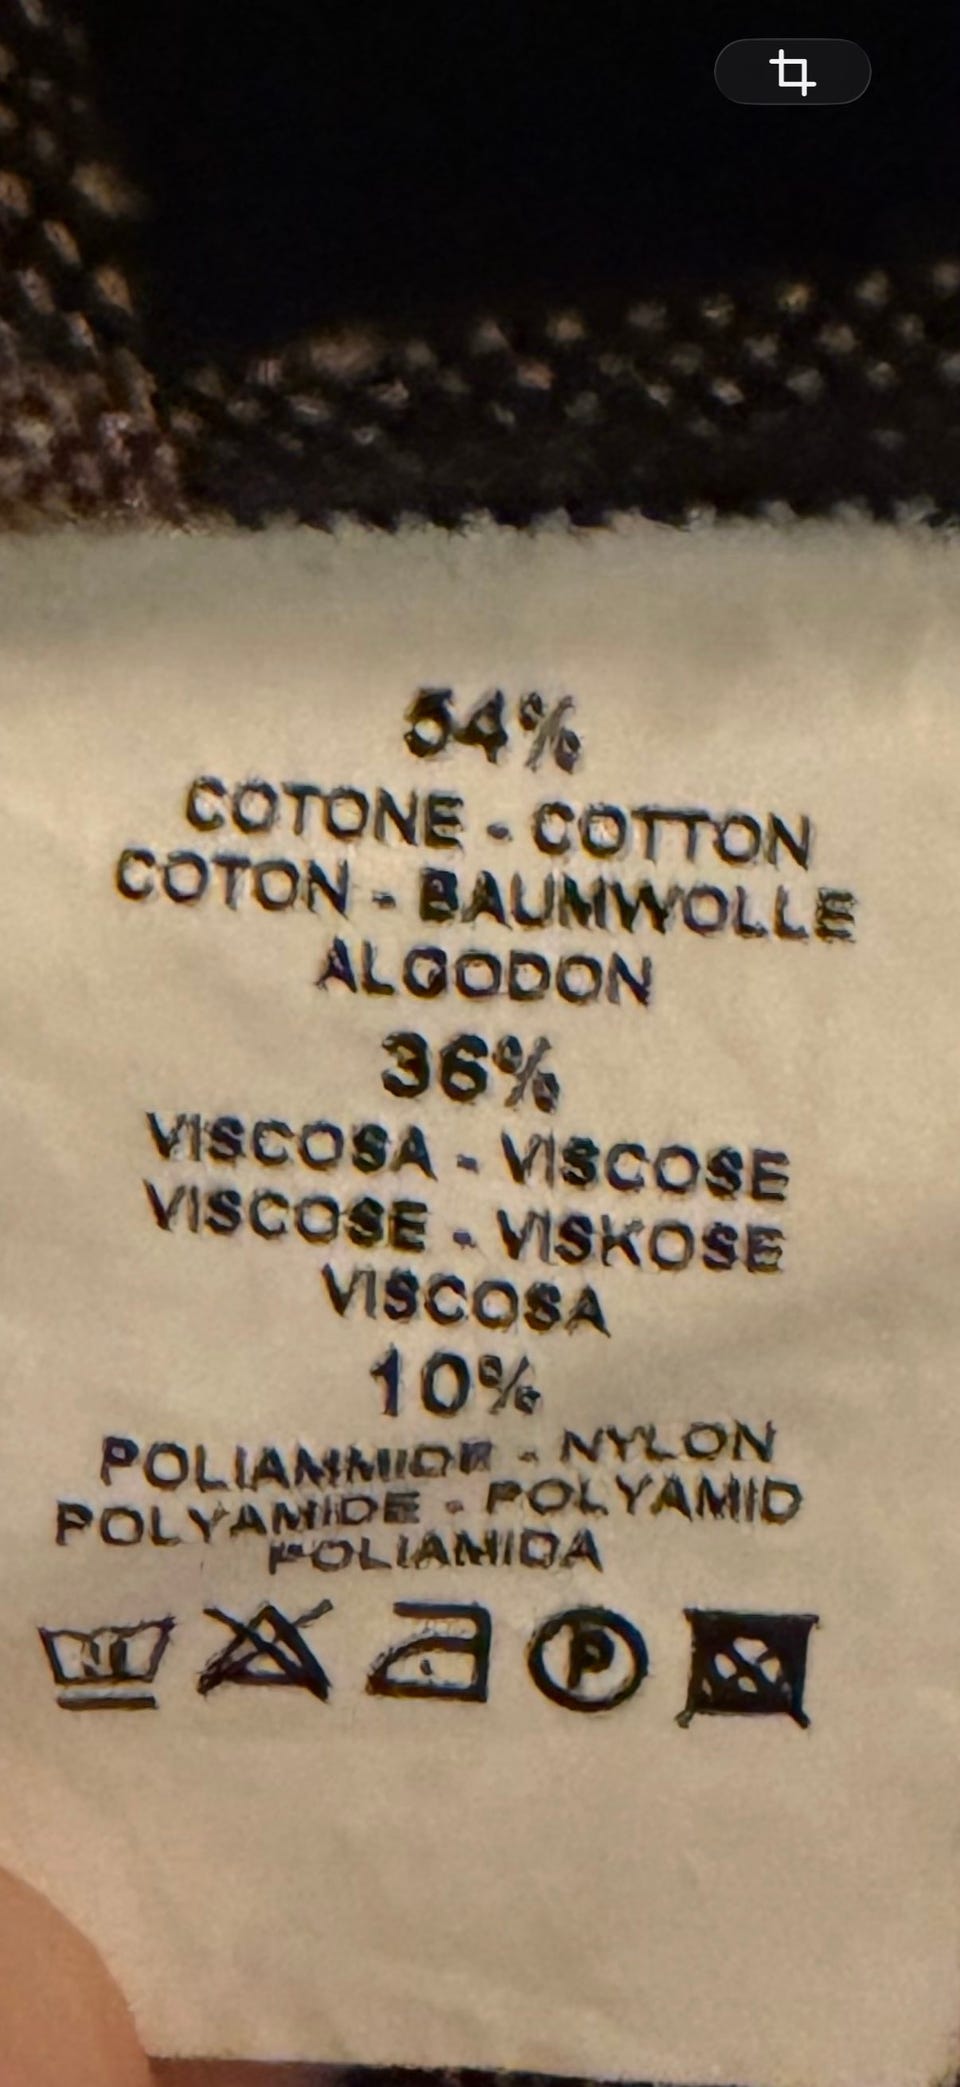 54%
COTONE - COTTON
COTON - BAUMWOLLE
ALGODON
36%
VISCOSA - VISCOSE
VISCOSE - VISKOSE
VISCOSA
10%
POLIAMMIDE - NYLON
POLYAMIDE - POLYAMID
POLIAMIDA
P